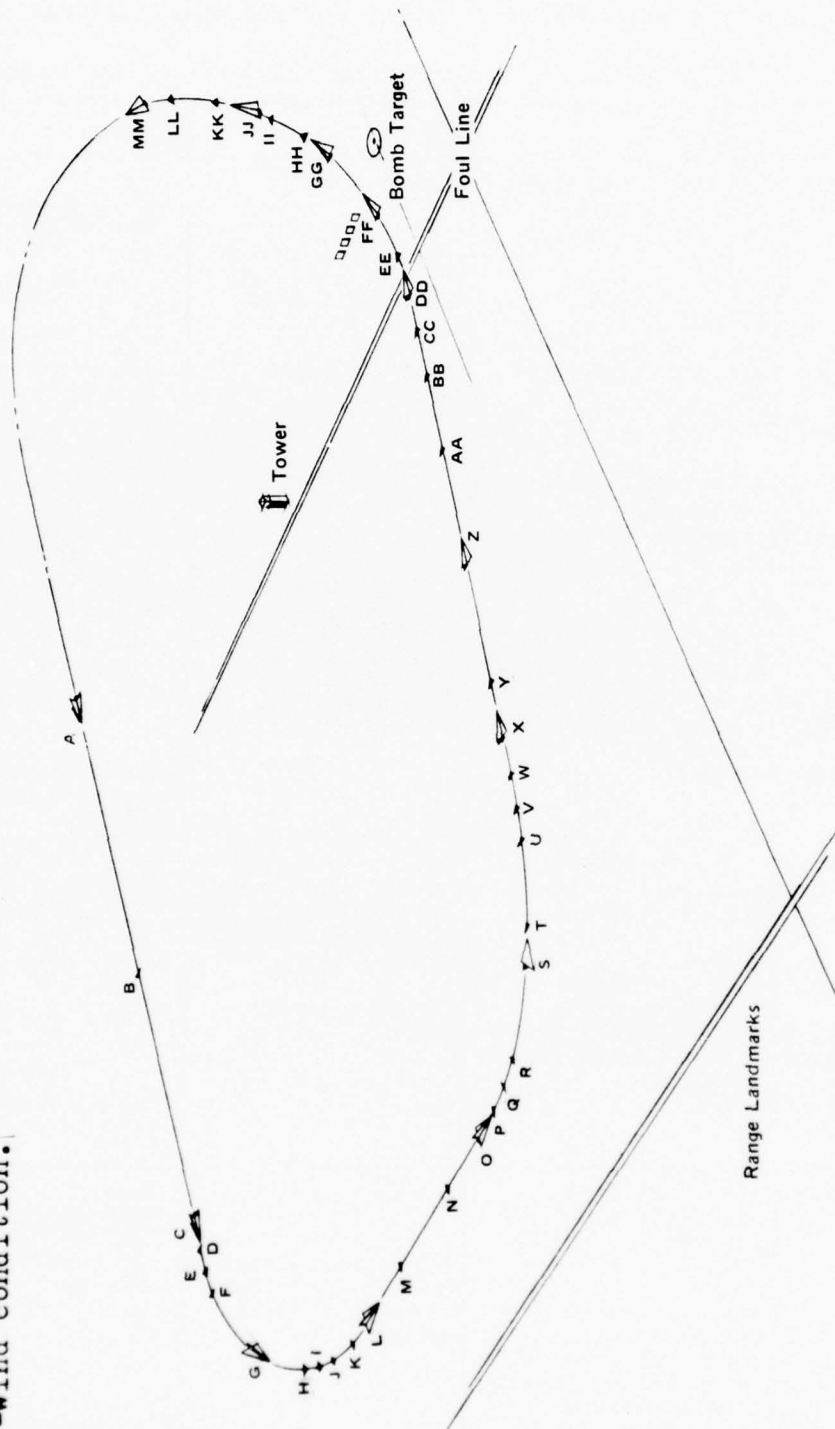 wind condition.
A
B
C
D
E
F
G
H
I
J
K
L
M
N
O
P
Q
R
S
T
U
V
W
X
Y
Z
AA
BB
CC
DD
EE
FF
GG
HH
II
JJ
KK
LL
MM
Tower
Bomb Target
Foul Line
Range Landmarks